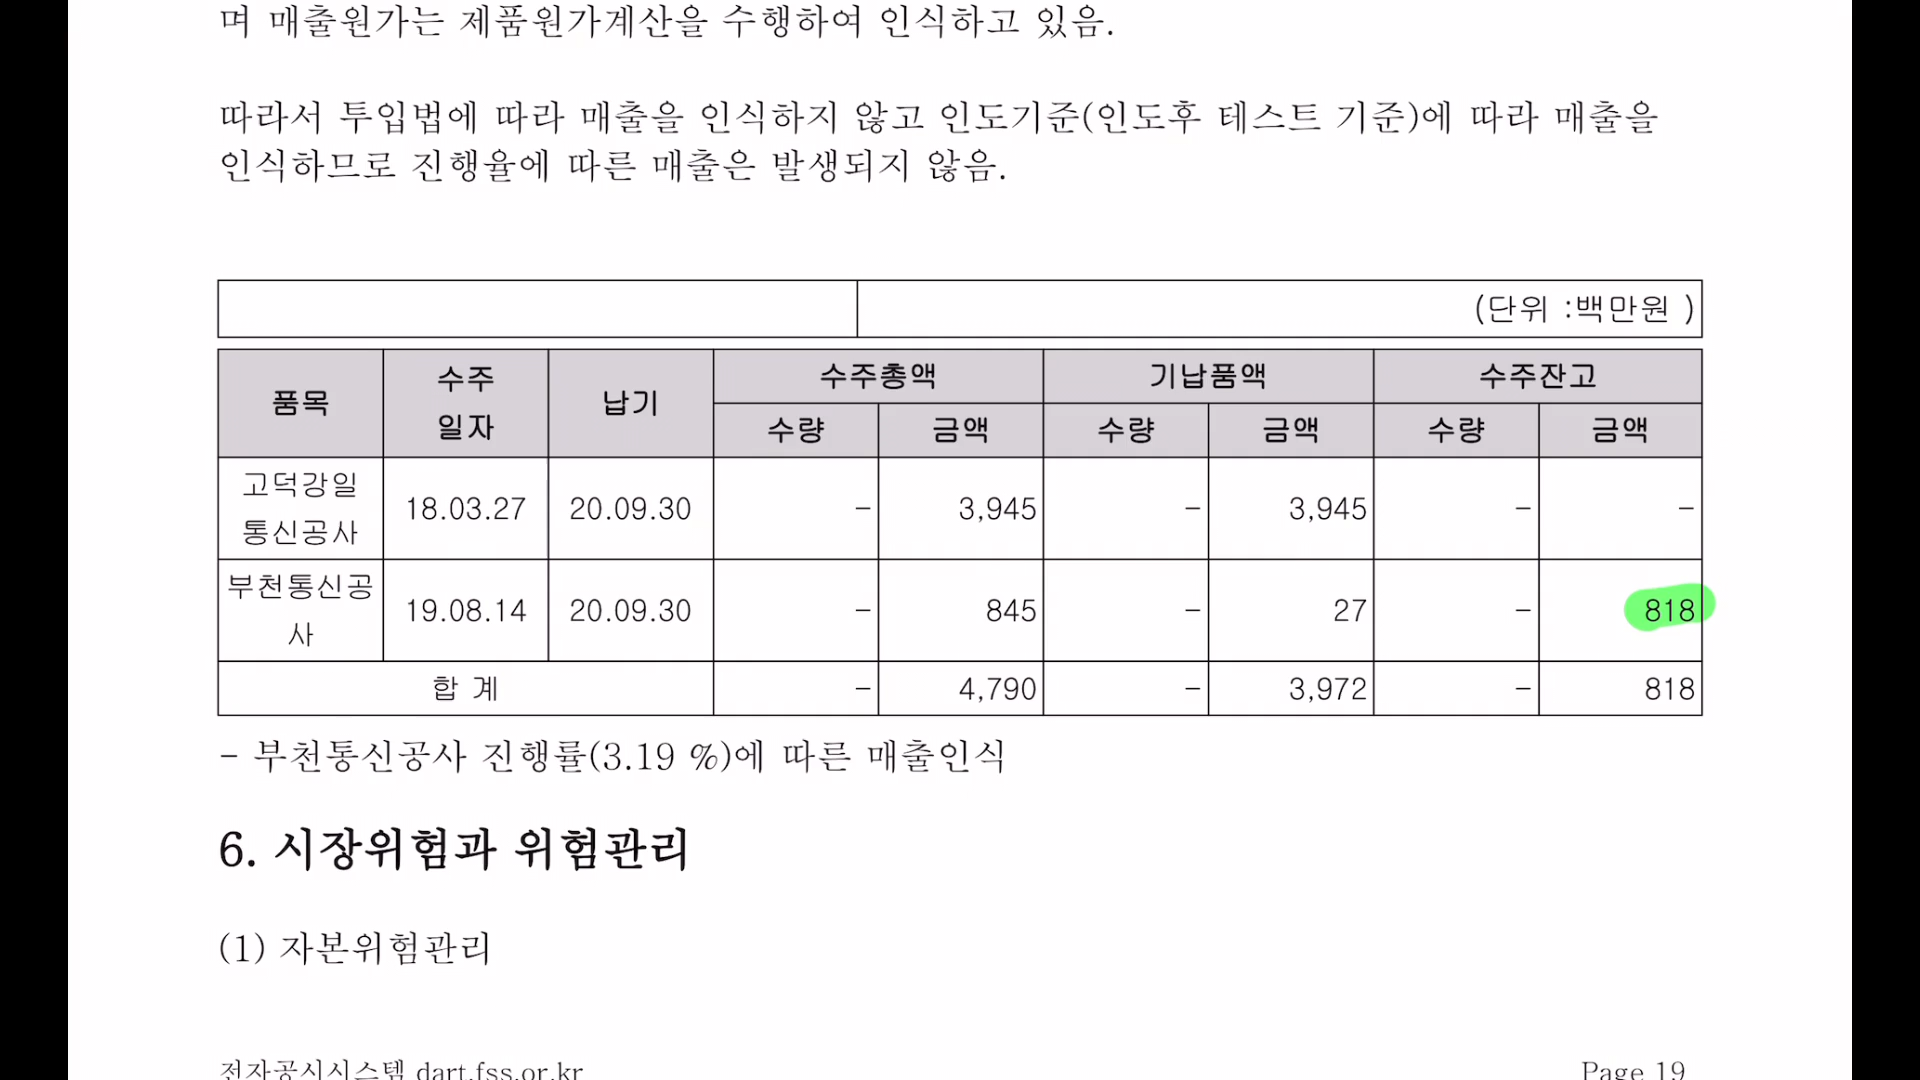 며 매출원가는 제품원가계산을 수행하여 인식하고 있음.
따라서 투입법에 따라 매출을 인식하지 않고 인도기준(인도후 테스트 기준)에 따라 매출을
인식하므로 진행율에 따른 매출은 발생되지 않음.
(단위 :백만원 )
품목 수주 일자 납기 수주총액 기납품액 수주잔고
수량 금액 수량 금액 수량 금액
고덕강일 통신공사 18.03.27 20.09.30 – 3,945 – 3,945 – –
부천통신공사 19.08.14 20.09.30 – 845 – 27 – 818
합 계 – 4,790 – 3,972 – 818
– 부천통신공사 진행률(3.19 %)에 따른 매출인식
6. 시장위험과 위험관리
(1) 자본위험관리
전자공시시스템 dart.fss.or.kr
Page 19